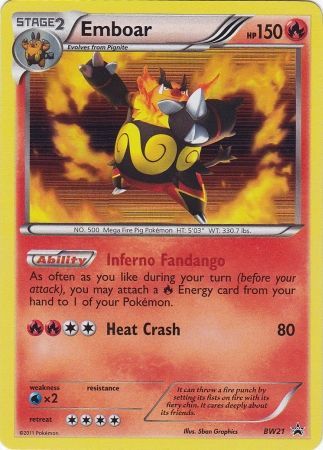 STAGE2 Emboar HP150
Evolves from Pignite
NO. 500 Mega Fire Pig Pokémon HT: 5'03" WT: 330.7 lbs.
Ability Inferno Fandango
As often as you like during your turn (before your
attack), you may attach a Energy card from your
hand to 1 of your Pokémon.
Heat Crash 80
weakness resistance
×2
retreat cost
It can throw a fire punch by
setting its fists on fire with its
fiery chin. It cares deeply about
its friends.
©2011 Pokémon Illus. 5ban Graphics BW21